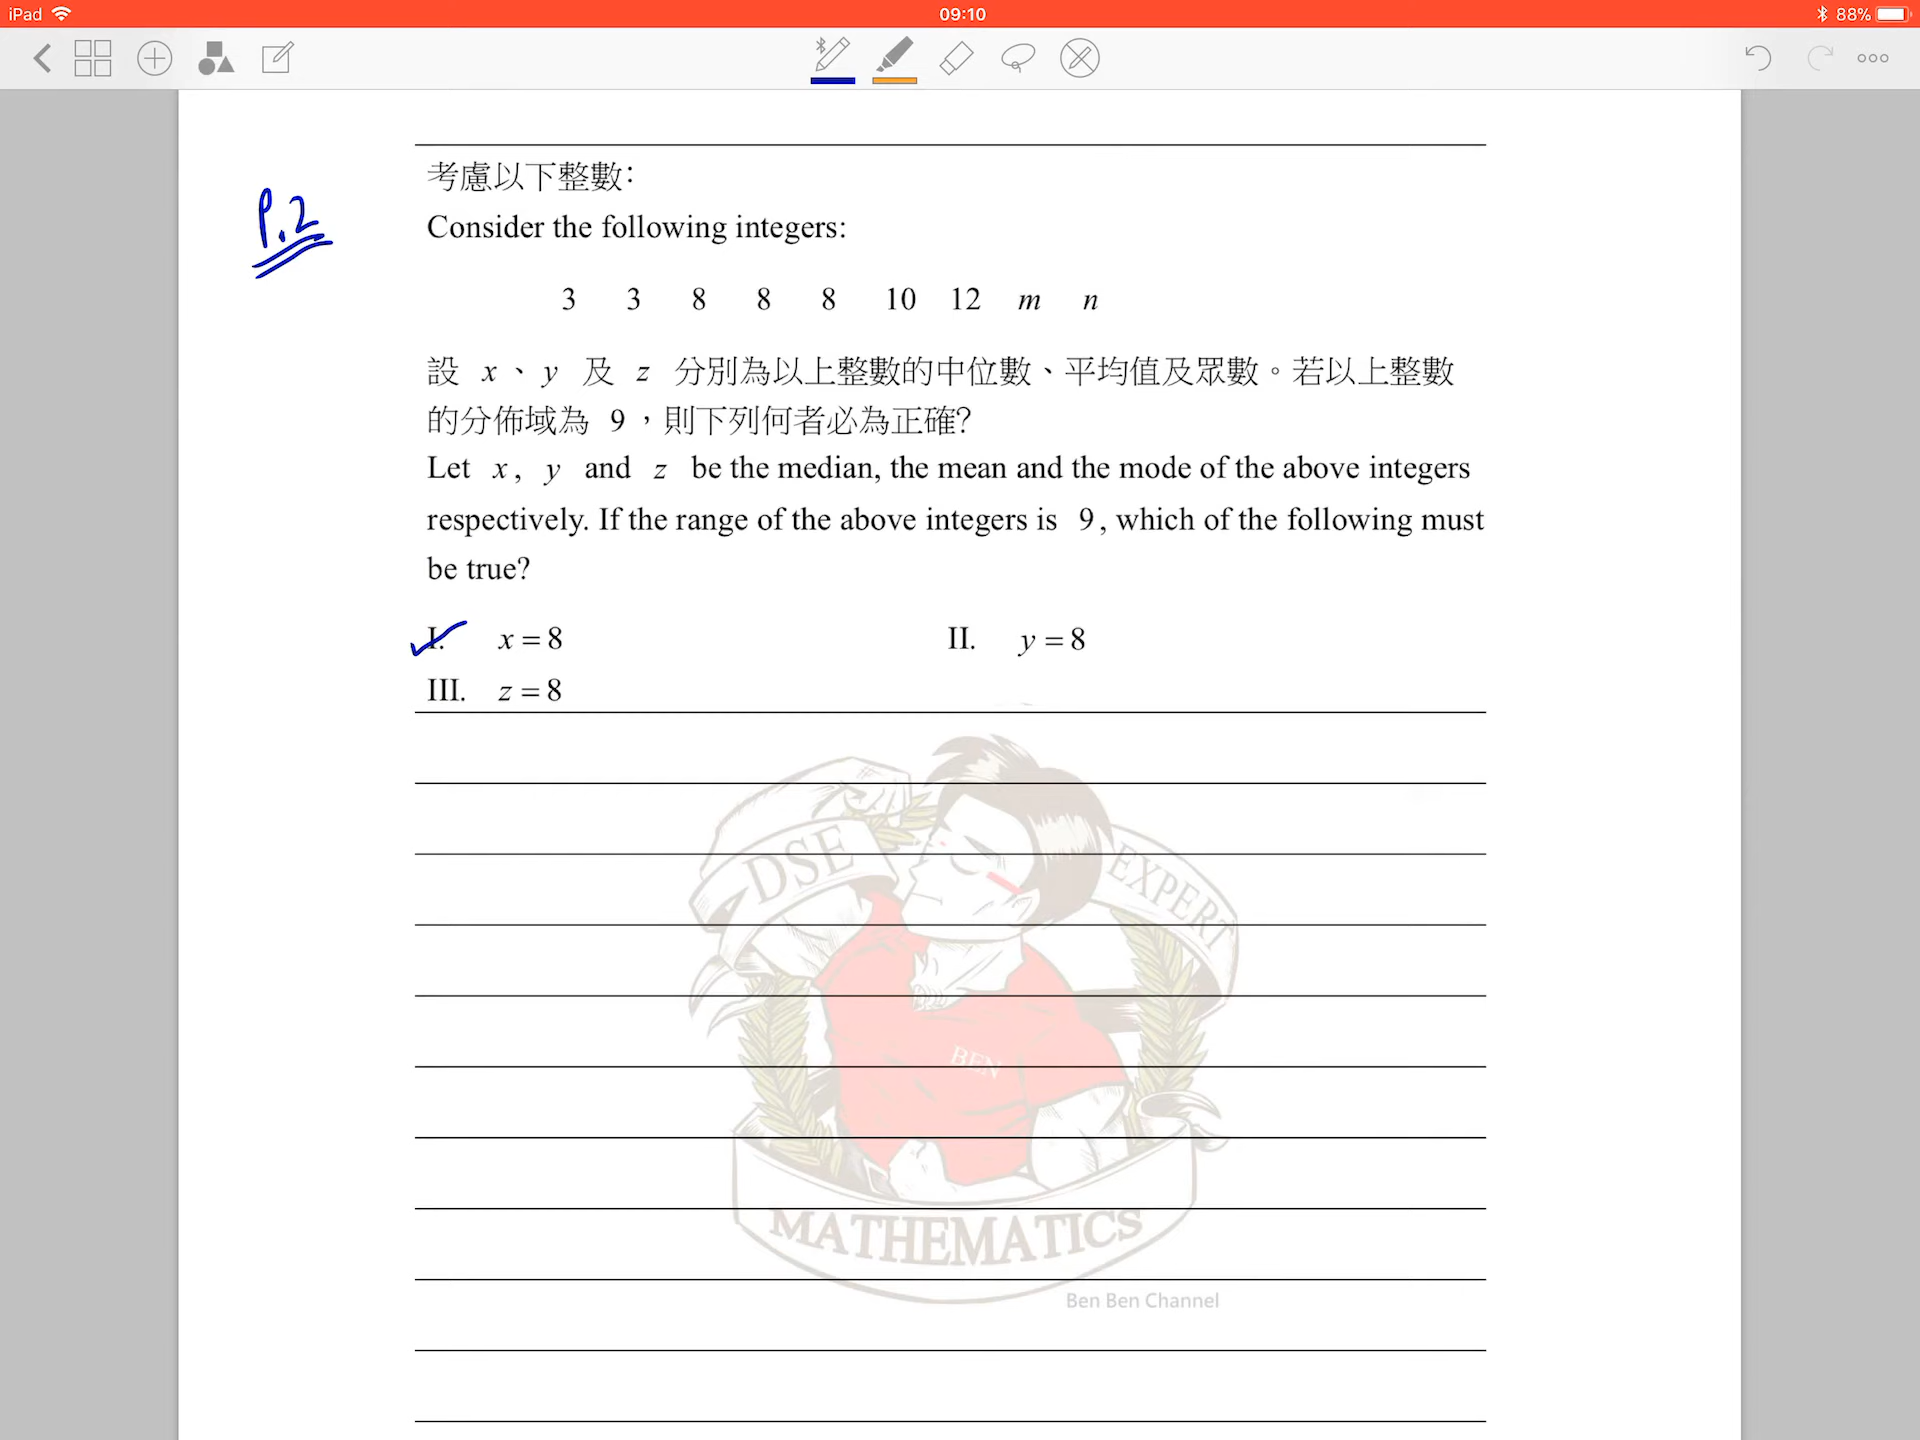 iPad
09:10
88%
P.2
考慮以下整數：
Consider the following integers:
3 3 8 8 8 10 12 m n
設 x、y 及 z 分別為以上整數的中位數、平均值及眾數。若以上整數
的分佈域為 9，則下列何者必為正確?
Let x, y and z be the median, the mean and the mode of the above integers
respectively. If the range of the above integers is 9, which of the following must
be true?
I. x = 8 II. y = 8
III. z = 8
DSE EXPERT
BEN
MATHEMATICS
Ben Ben Channel